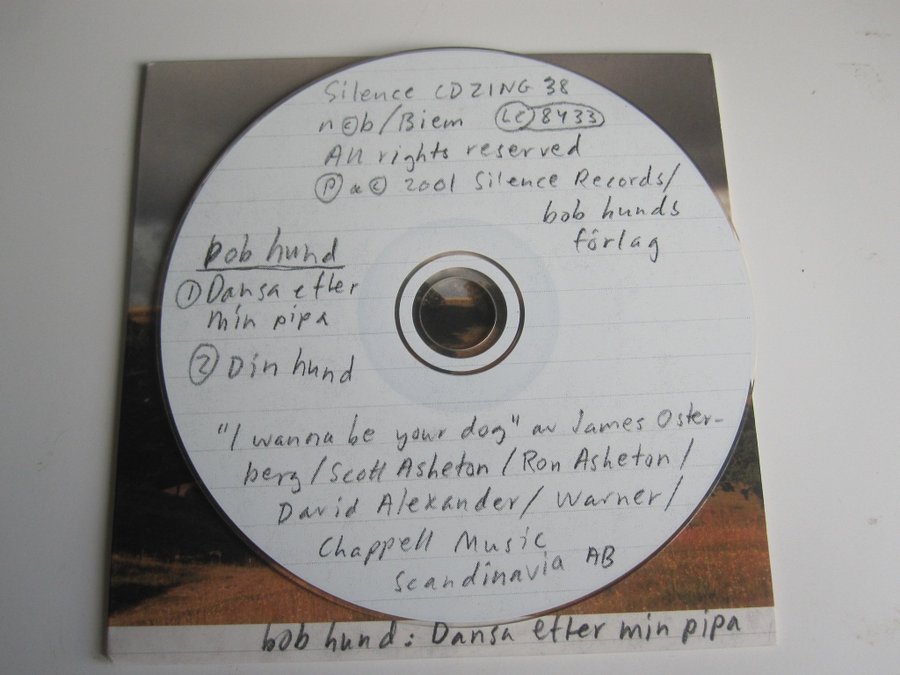 Silence CDZING 38
n©b/Biem LC 8433
All rights reserved
Ⓟ & © 2001 Silence Records/
bob hunds
förlag
bob hund
① Dansa efter
min pipa
② Din hund
"I wanna be your dog" av James Oster-
berg/Scott Asheton/Ron Asheton/
David Alexander/Warner/
Chappell Music
Scandinavia AB
bob hund: Dansa efter min pipa